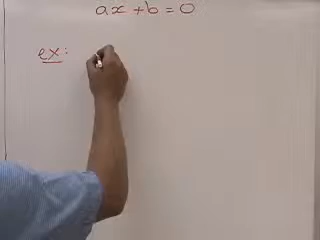 ax + b = 0
ex: